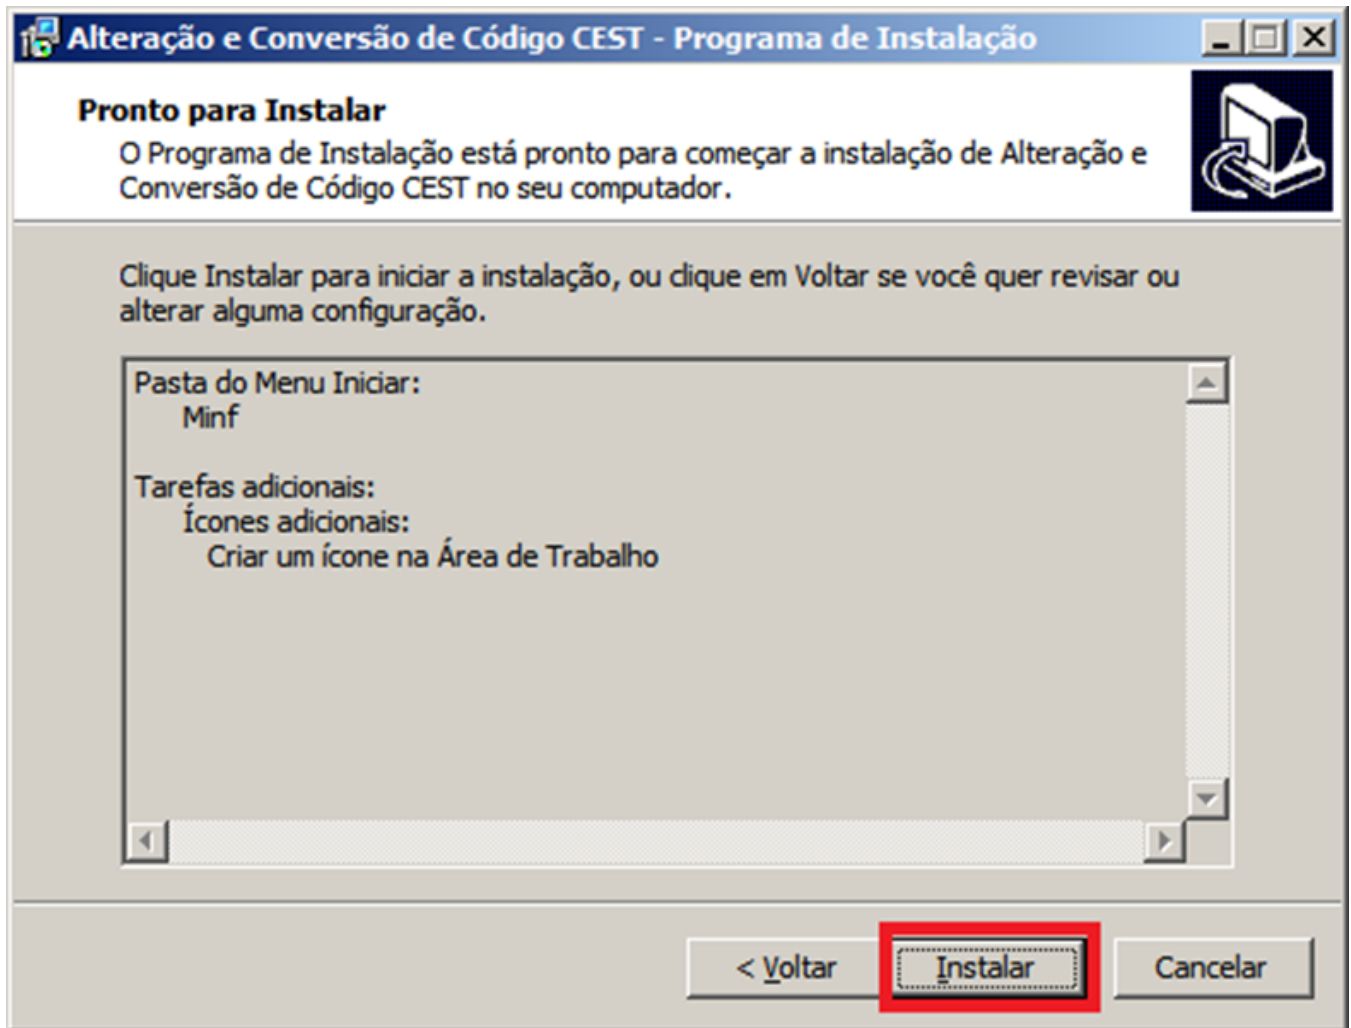 Alteração e Conversão de Código CEST - Programa de Instalação
Pronto para Instalar
O Programa de Instalação está pronto para começar a instalação de Alteração e
Conversão de Código CEST no seu computador.
Clique Instalar para iniciar a instalação, ou clique em Voltar se você quer revisar ou
alterar alguma configuração.
Pasta do Menu Iniciar:
Minf
Tarefas adicionais:
Ícones adicionais:
Criar um ícone na Área de Trabalho
< Voltar
Instalar
Cancelar